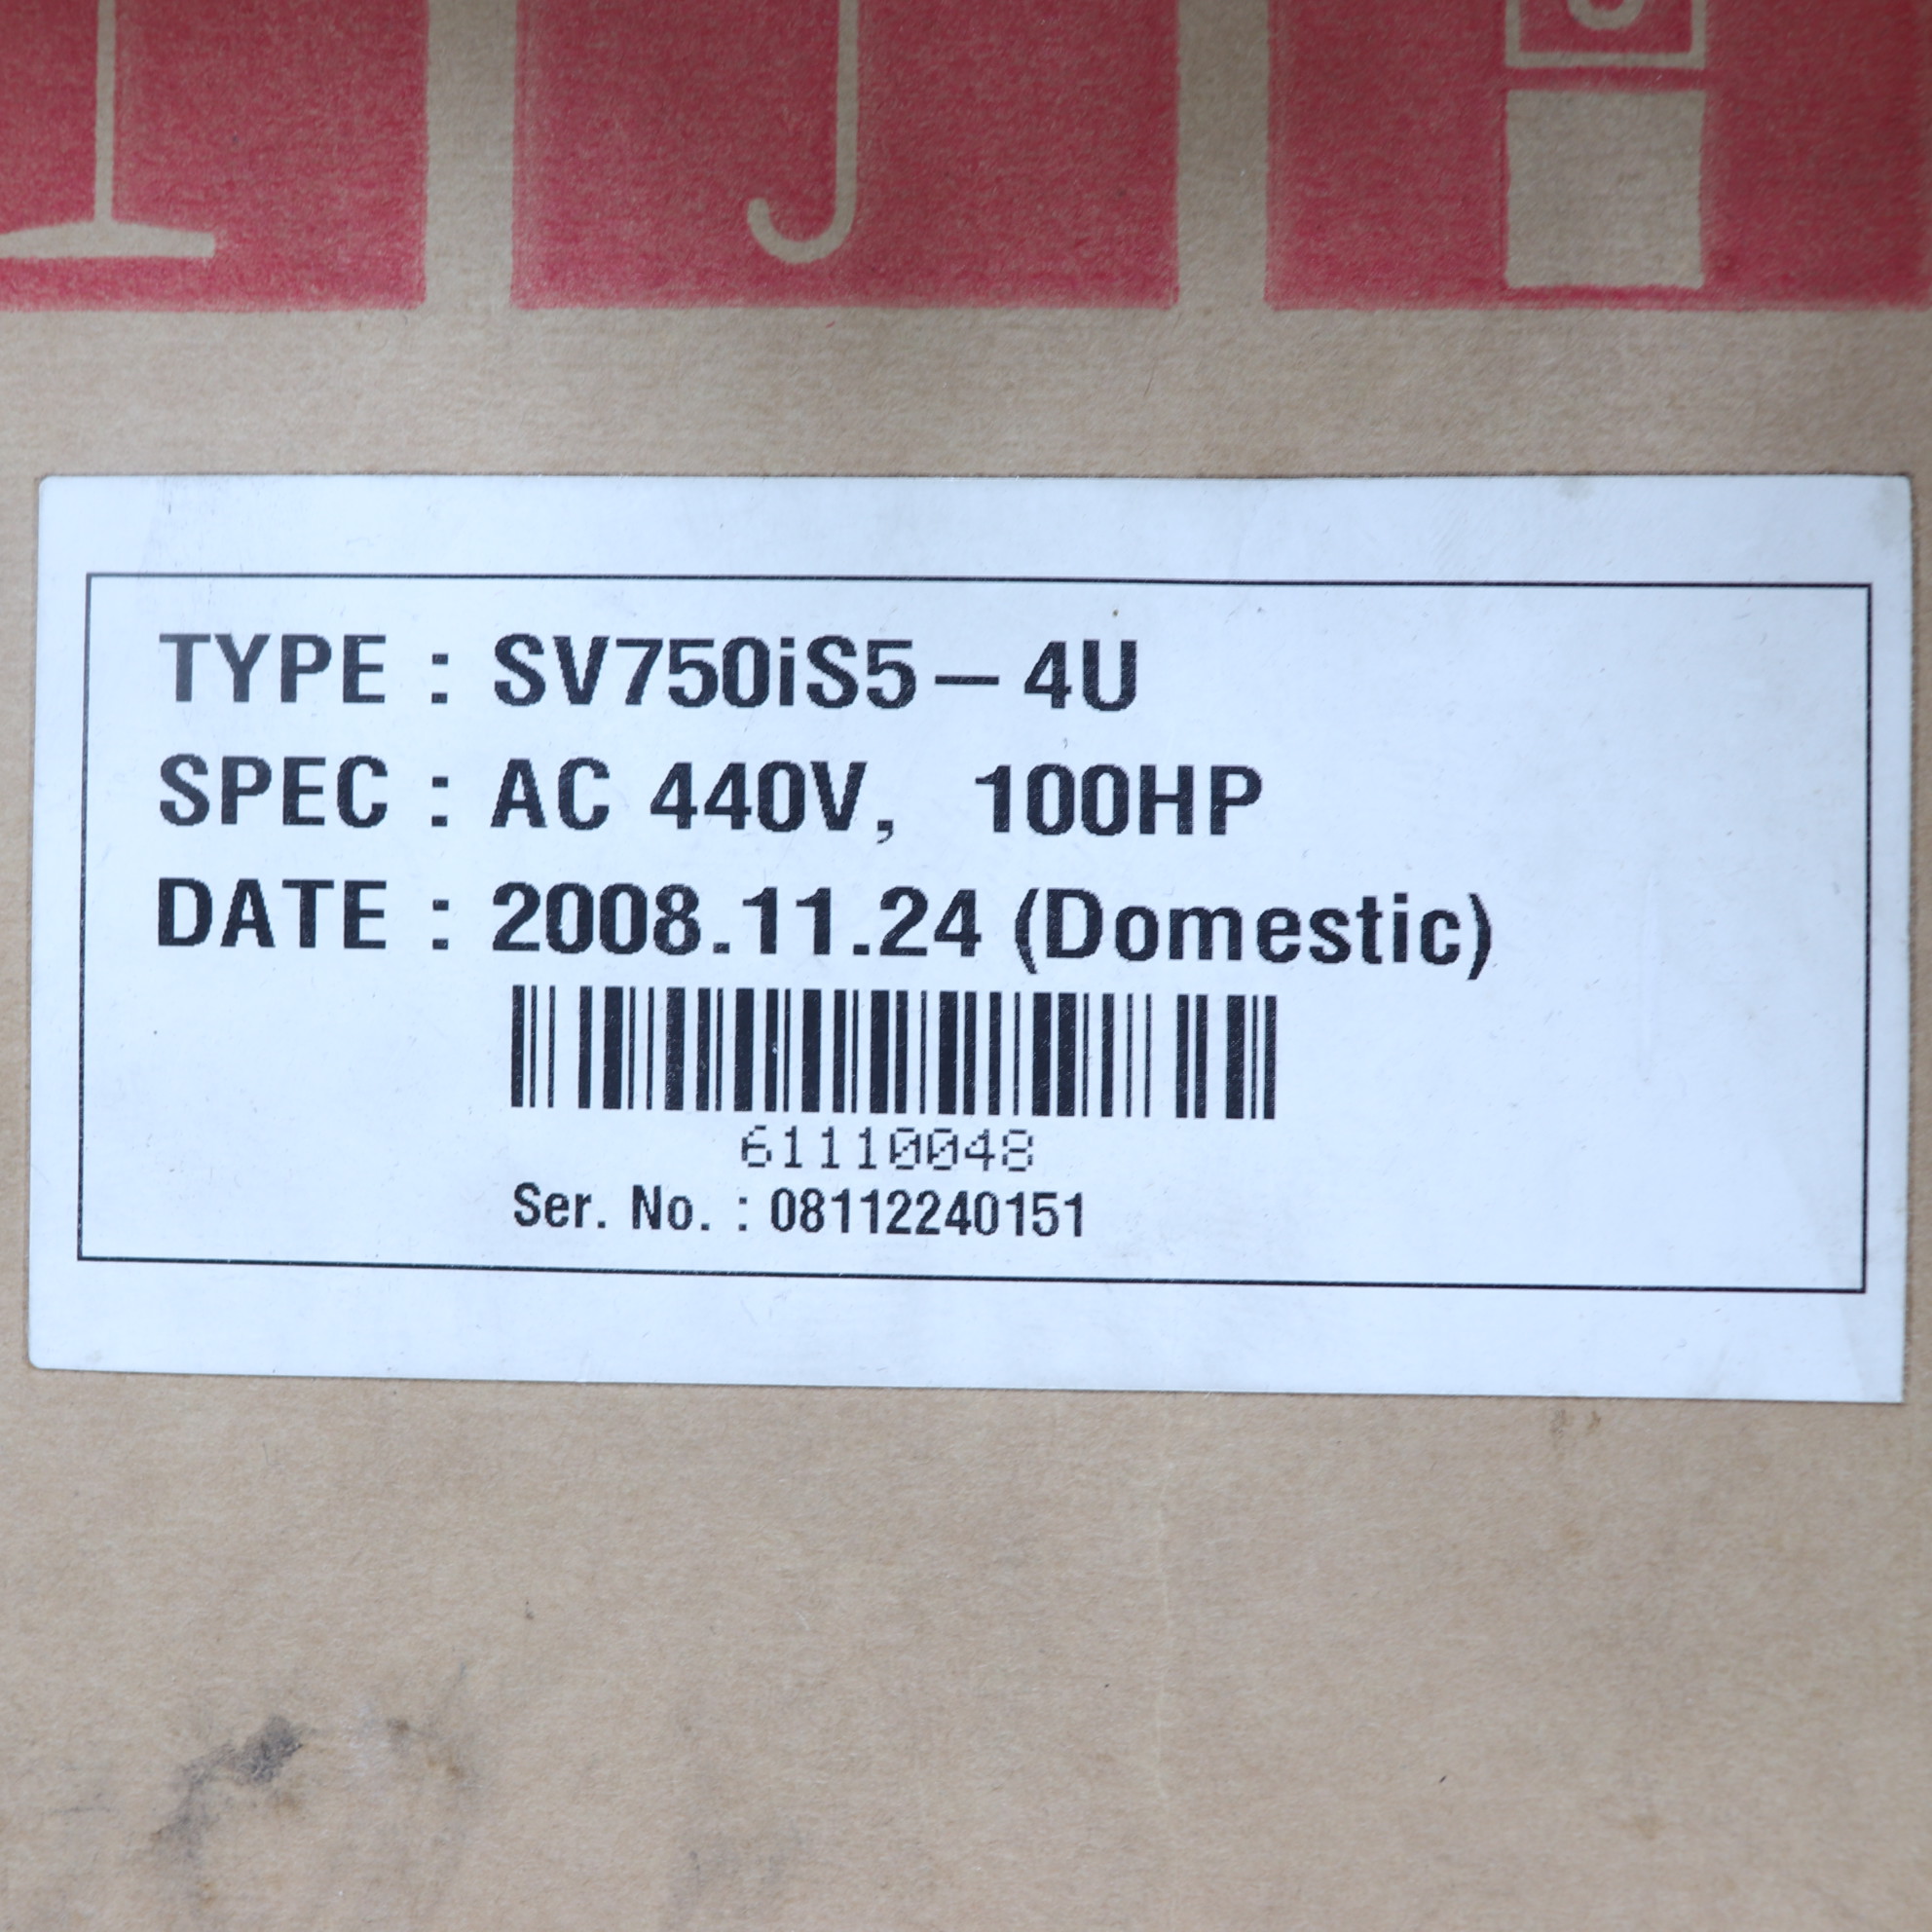 TYPE : SV750iS5-4U
SPEC : AC 440V, 100HP
DATE : 2008.11.24 (Domestic)
61110048
Ser. No. : 08112240151